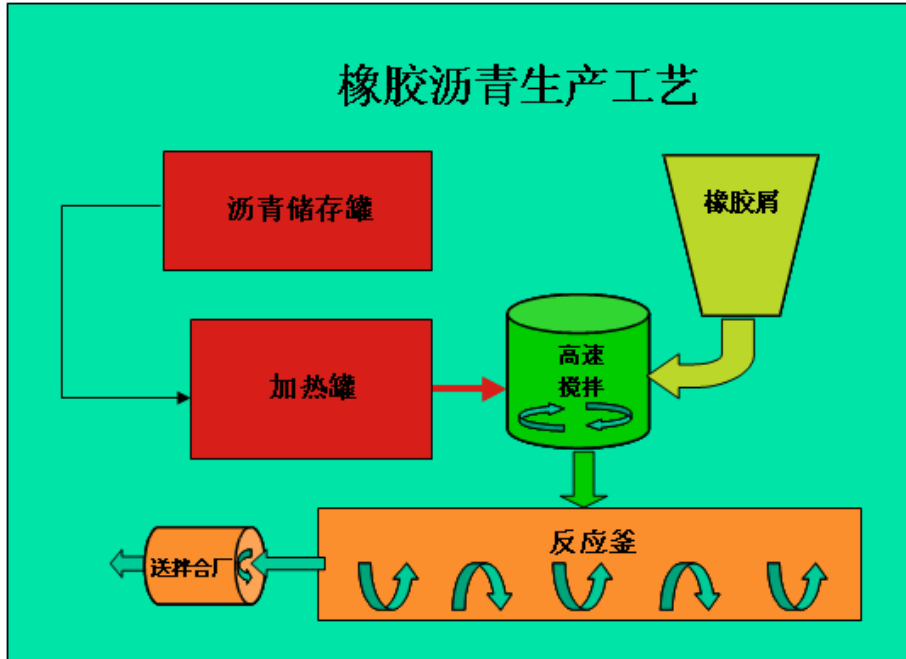 橡胶沥青生产工艺
沥青储存罐
橡胶屑
加热罐
高速
搅拌
反应釜
送拌合厂